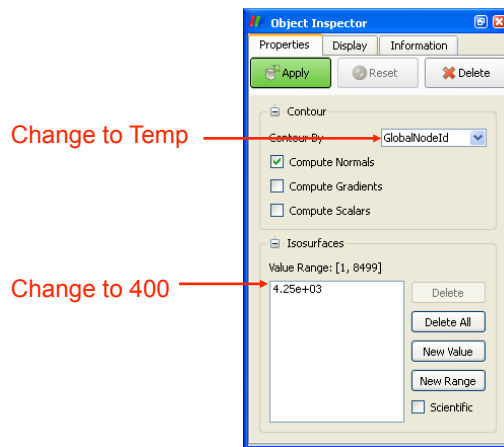 Object Inspector
Properties Display Information
Apply Reset Delete
Contour
Change to Temp
Contour By GlobalNodeId
Compute Normals
Compute Gradients
Compute Scalars
Isosurfaces
Value Range: [1, 8499]
Change to 400
4.25e+03
Delete
Delete All
New Value
New Range
Scientific